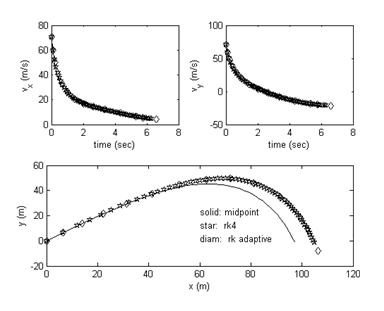 80
60
40
20
0
v_x (m/s)
0 2 4 6 8
time (sec)
100
50
0
-50
v_y (m/s)
0 2 4 6 8
time (sec)
60
40
20
0
-20
y (m)
solid: midpoint
star: rk4
diam: rk adaptive
0 20 40 60 80 100 120
x (m)